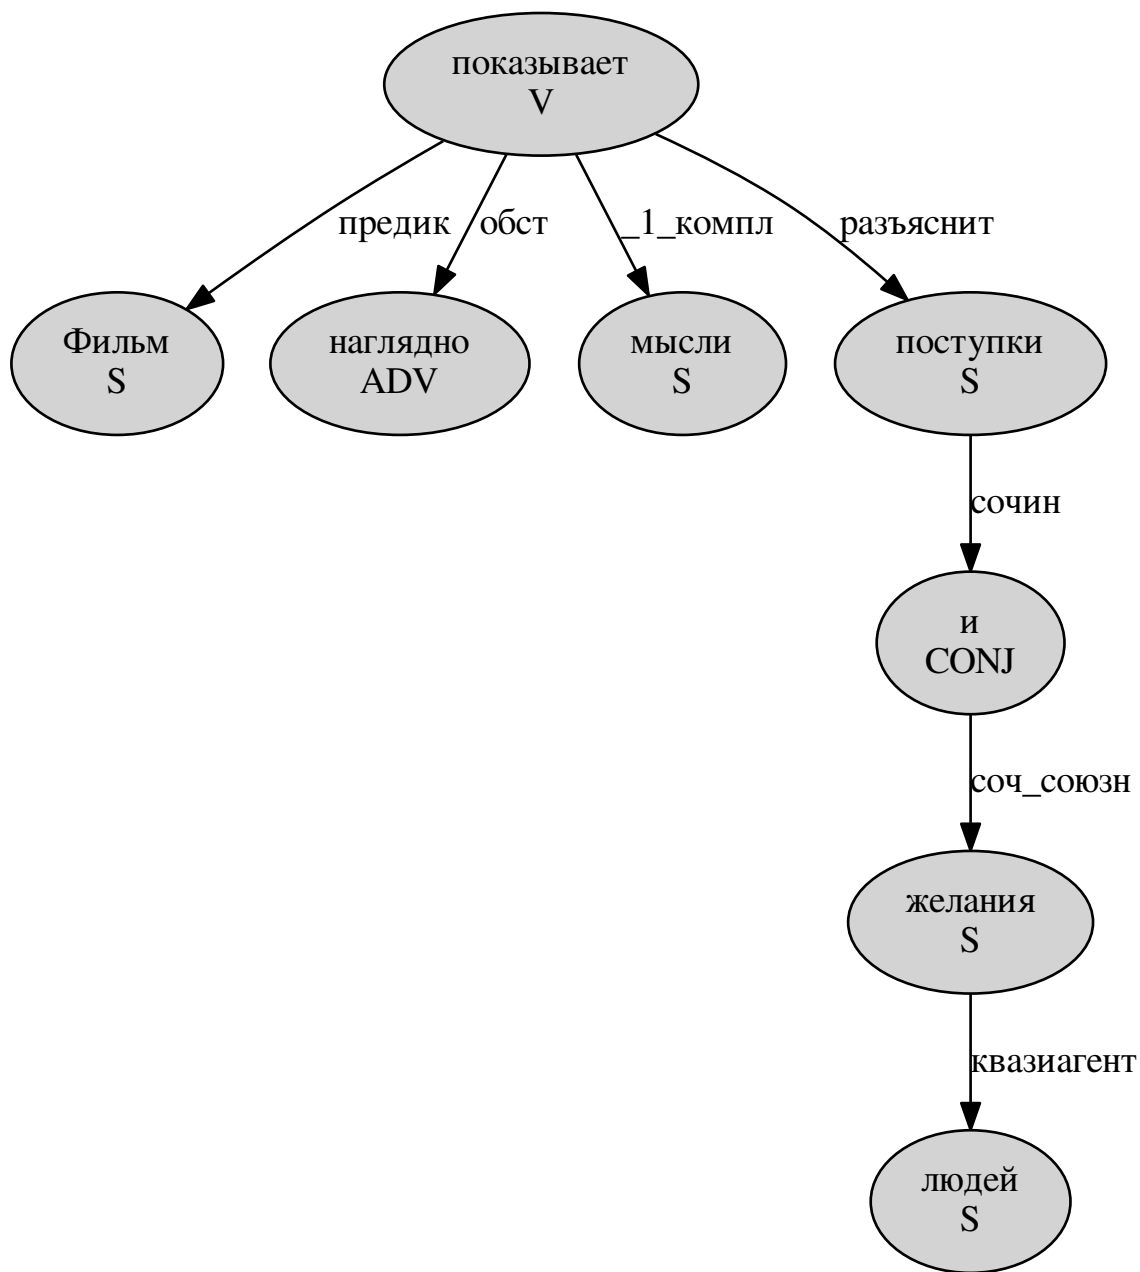 показывает
V
предик
обст
_1_компл
разъяснит
Фильм
S
наглядно
ADV
мысли
S
поступки
S
сочин
и
CONJ
соч_союзн
желания
S
квазиагент
людей
S